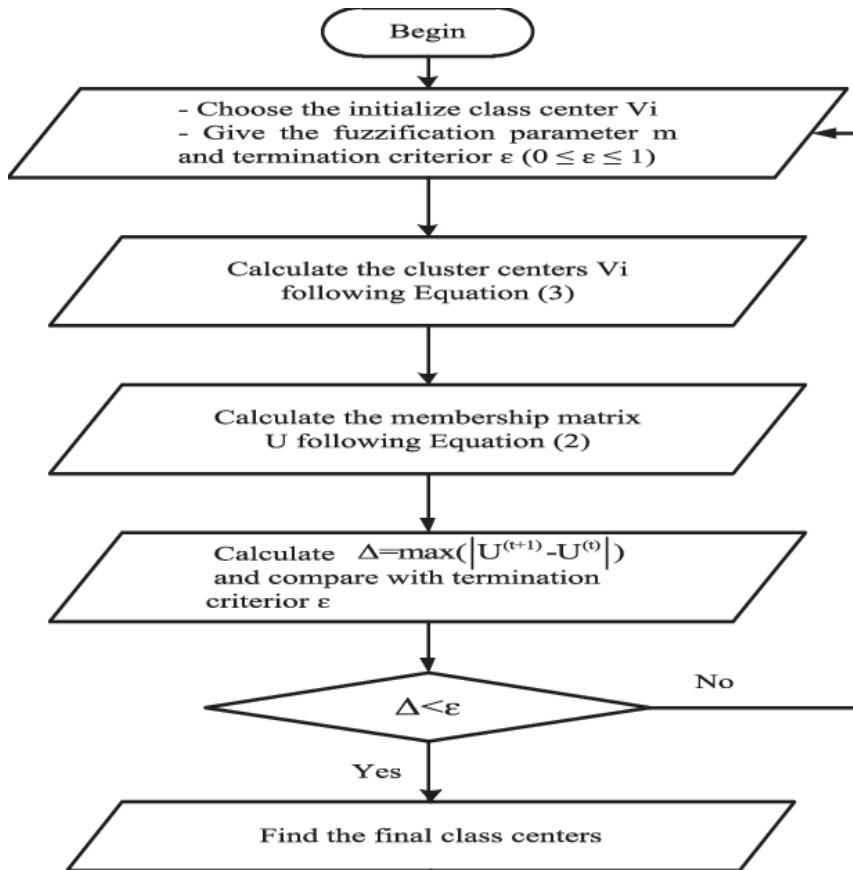 Begin
- Choose the initialize class center Vi
- Give the fuzzification parameter m
and termination criterior ε (0 ≤ ε ≤ 1)
Calculate the cluster centers Vi
following Equation (3)
Calculate the membership matrix
U following Equation (2)
Calculate Δ=max(|U^(t+1) -U^(t)|)
and compare with termination
criterior ε
Δ<ε
No
Yes
Find the final class centers